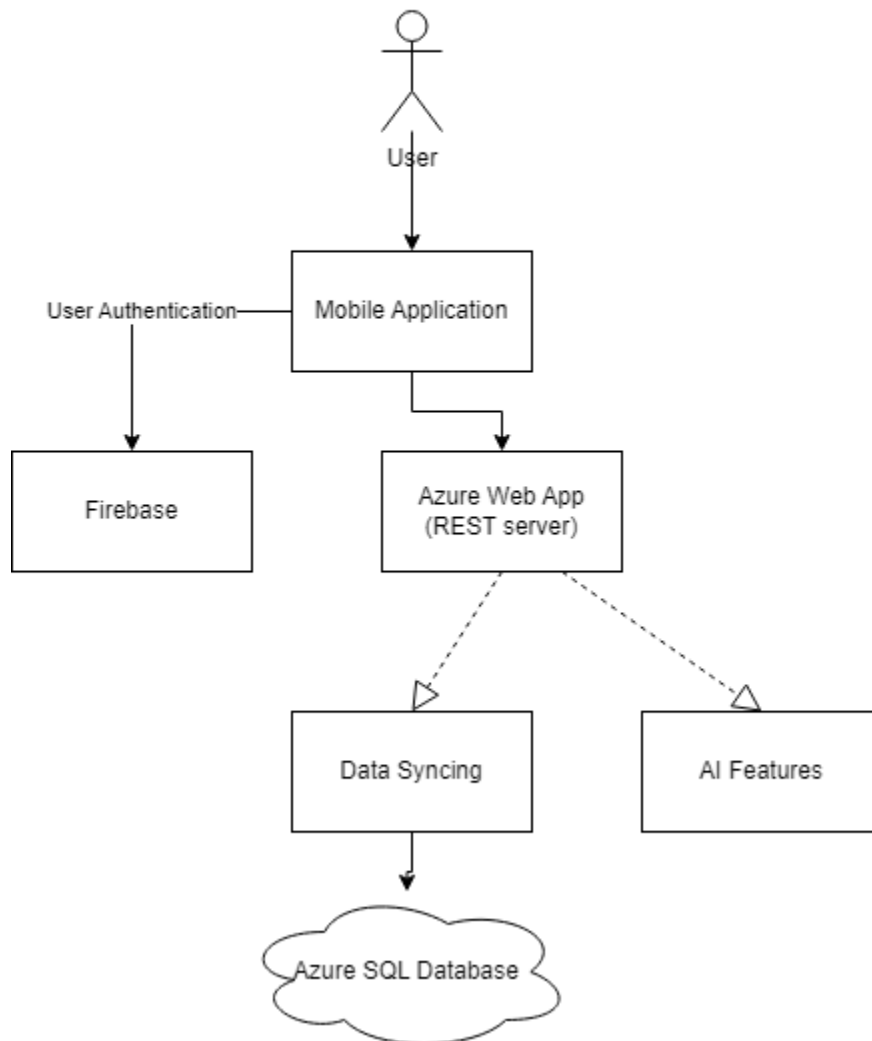 User
User Authentication
Mobile Application
Firebase
Azure Web App
(REST server)
Data Syncing
AI Features
Azure SQL Database